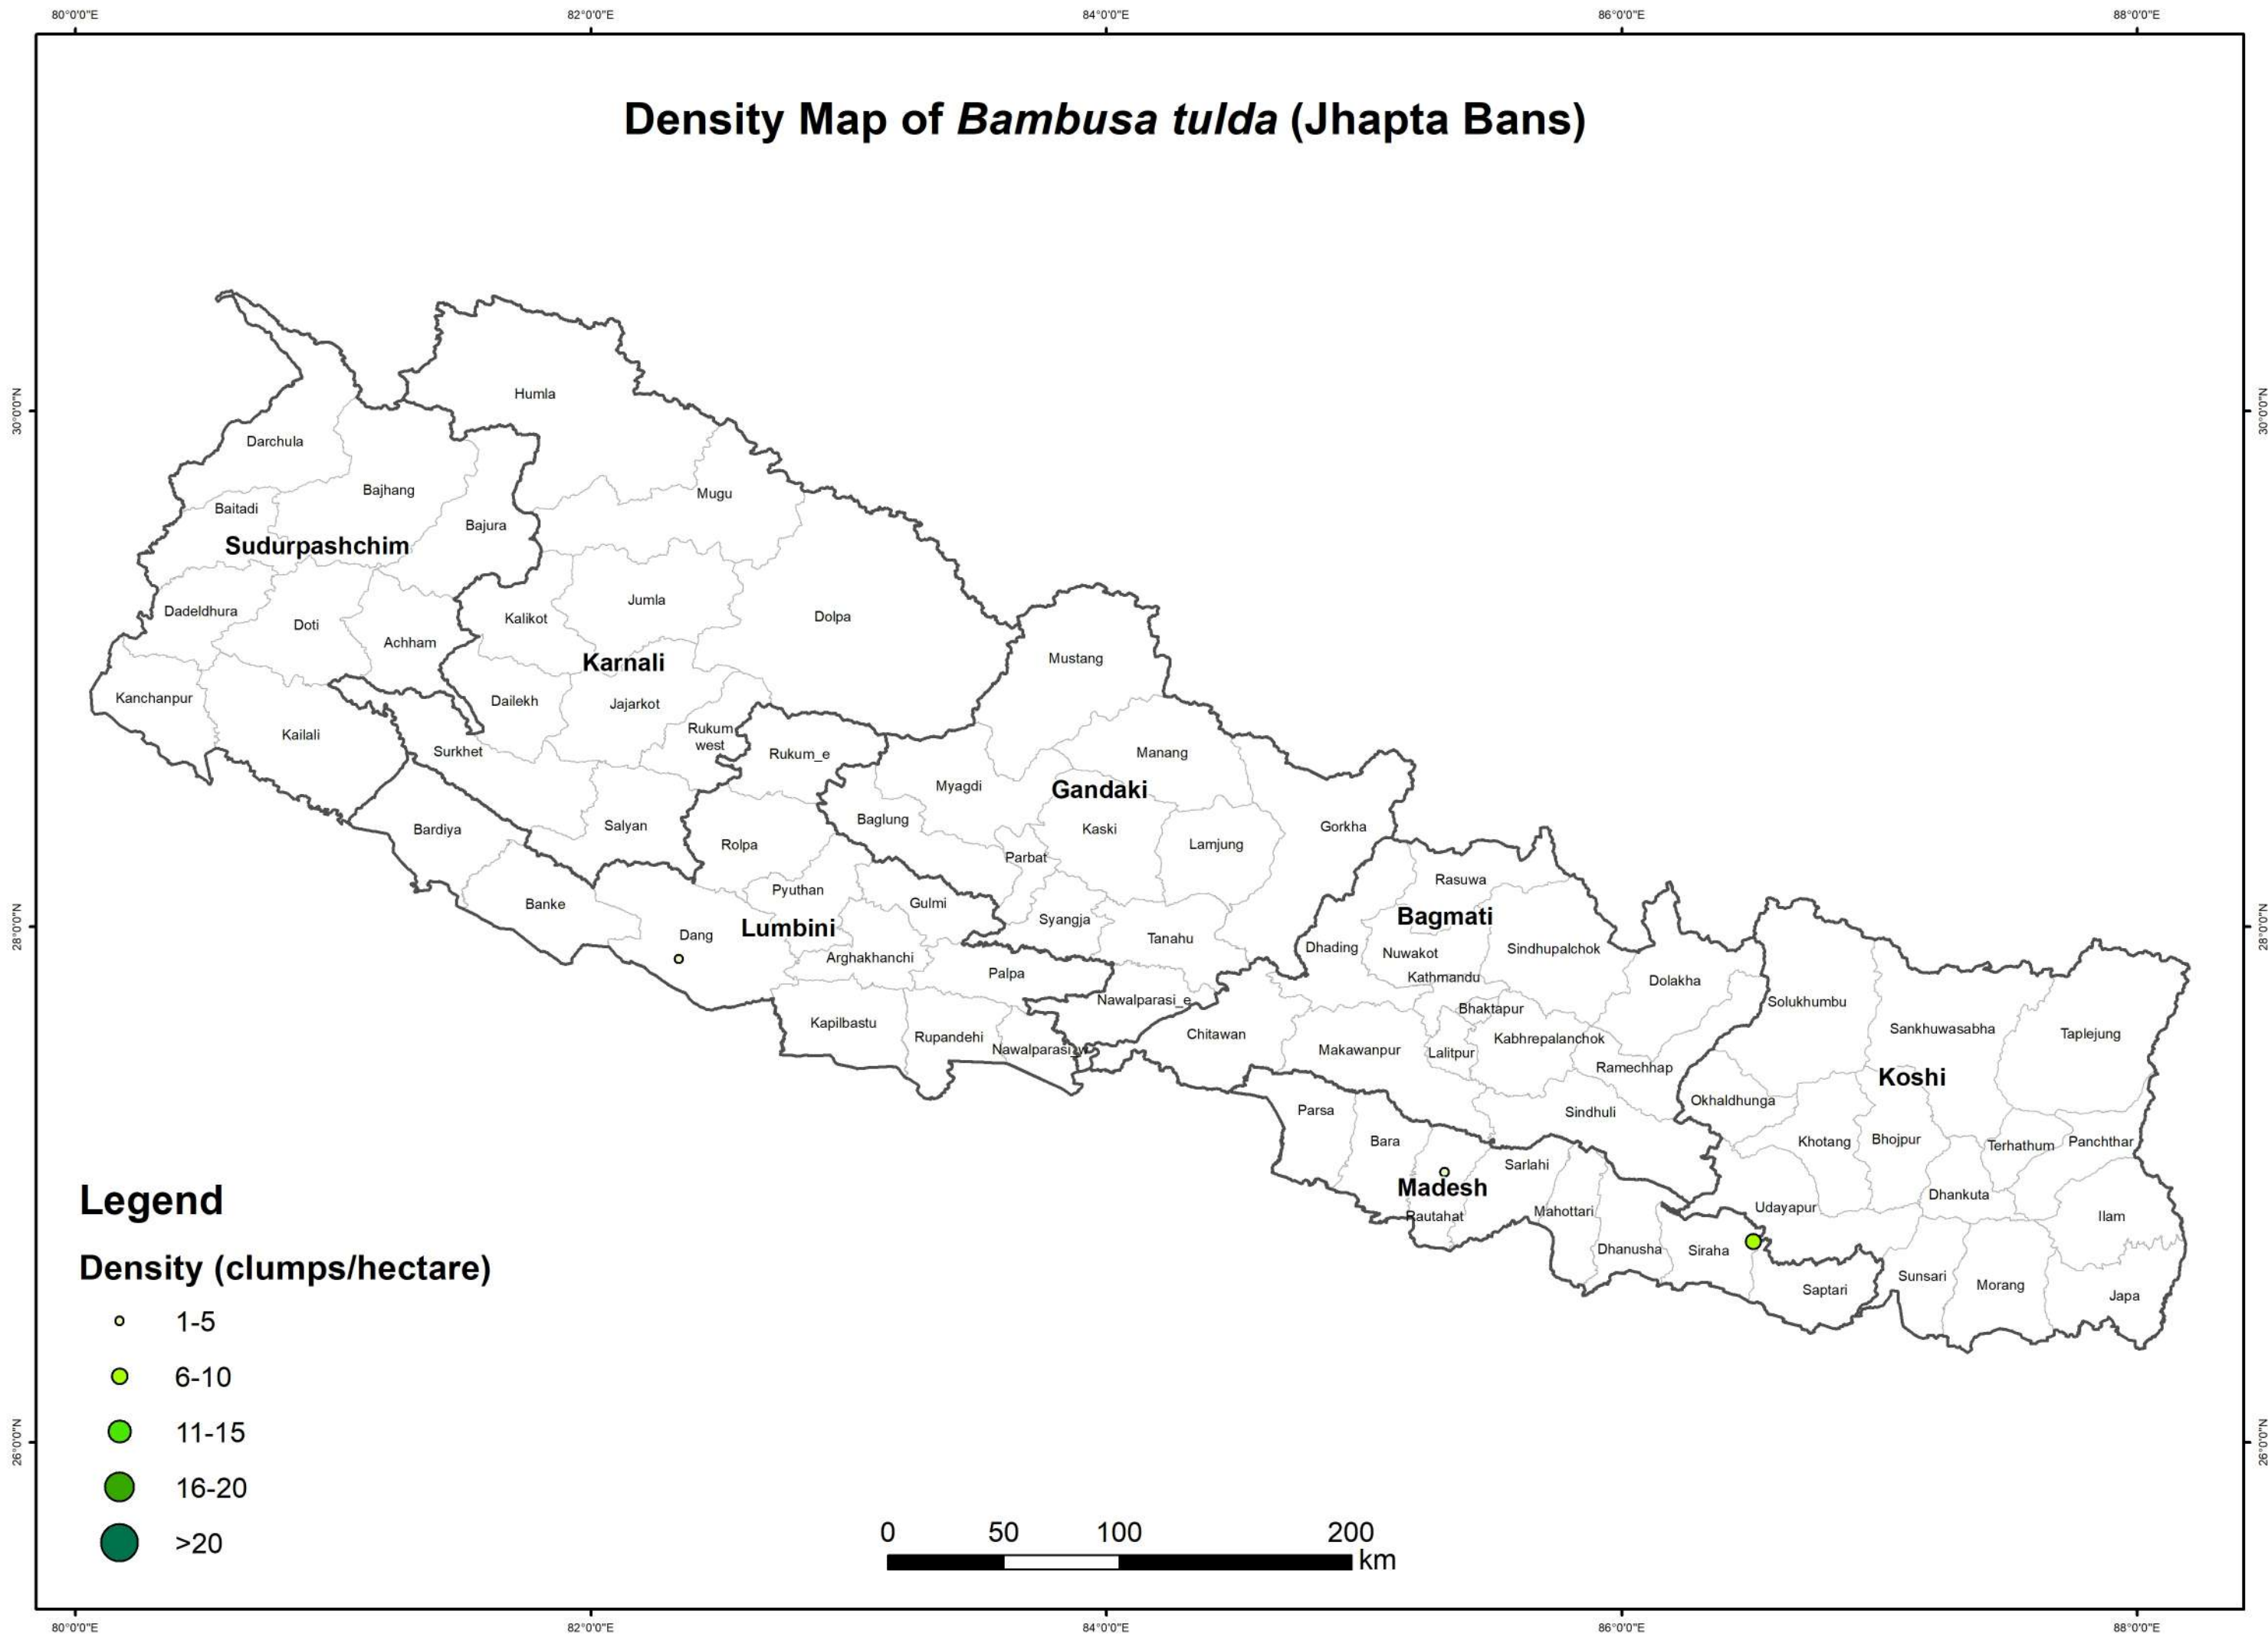 80°0'0"E 82°0'0"E 84°0'0"E 86°0'0"E 88°0'0"E
Density Map of Bambusa tulda (Jhapta Bans)
30°0'0"N 30°0'0"N
Humla
Darchula
Bajhang
Mugu
Baitadi
Bajura
Sudurpashchim
Jumla
Dadeldhura
Dolpa
Kalikot
Doti
Achham
Mustang
Karnali
Kanchanpur
Dailekh
Jajarkot
Rukum
west
Kailali
Surkhet
Rukum_e
Manang
Myagdi
Gandaki
Baglung
Salyan
Gorkha
Bardiya
Kaski
Rolpa
Lamjung
Parbat
Rasuwa
Pyuthan
Gulmi
Banke
Bagmati
Syangja
28°0'0"N 28°0'0"N
Lumbini
Dang
Tanahu
Dhading
Sindhupalchok
Nuwakot
Arghakhanchi
Palpa
Kathmandu
Dolakha
Nawalparasi_e
Solukhumbu
Bhaktapur
Kapilbastu
Sankhuwasabha
Chitawan
Taplejung
Rupandehi
Kabhrepalanchok
Nawalparasi_w
Makawanpur
Lalitpur
Ramechhap
Koshi
Okhaldhunga
Parsa
Sindhuli
Bara
Khotang
Bhojpur
Terhathum
Panchthar
Sarlahi
Madesh
Dhankuta
Udayapur
Mahottari
Rautahat
Ilam
Dhanusha
Siraha
Sunsari
Morang
Saptari
Japa
Legend
Density (clumps/hectare)
1-5
6-10
11-15
16-20
>20
26°0'0"N 26°0'0"N
0 50 100 200
km
80°0'0"E 82°0'0"E 84°0'0"E 86°0'0"E 88°0'0"E